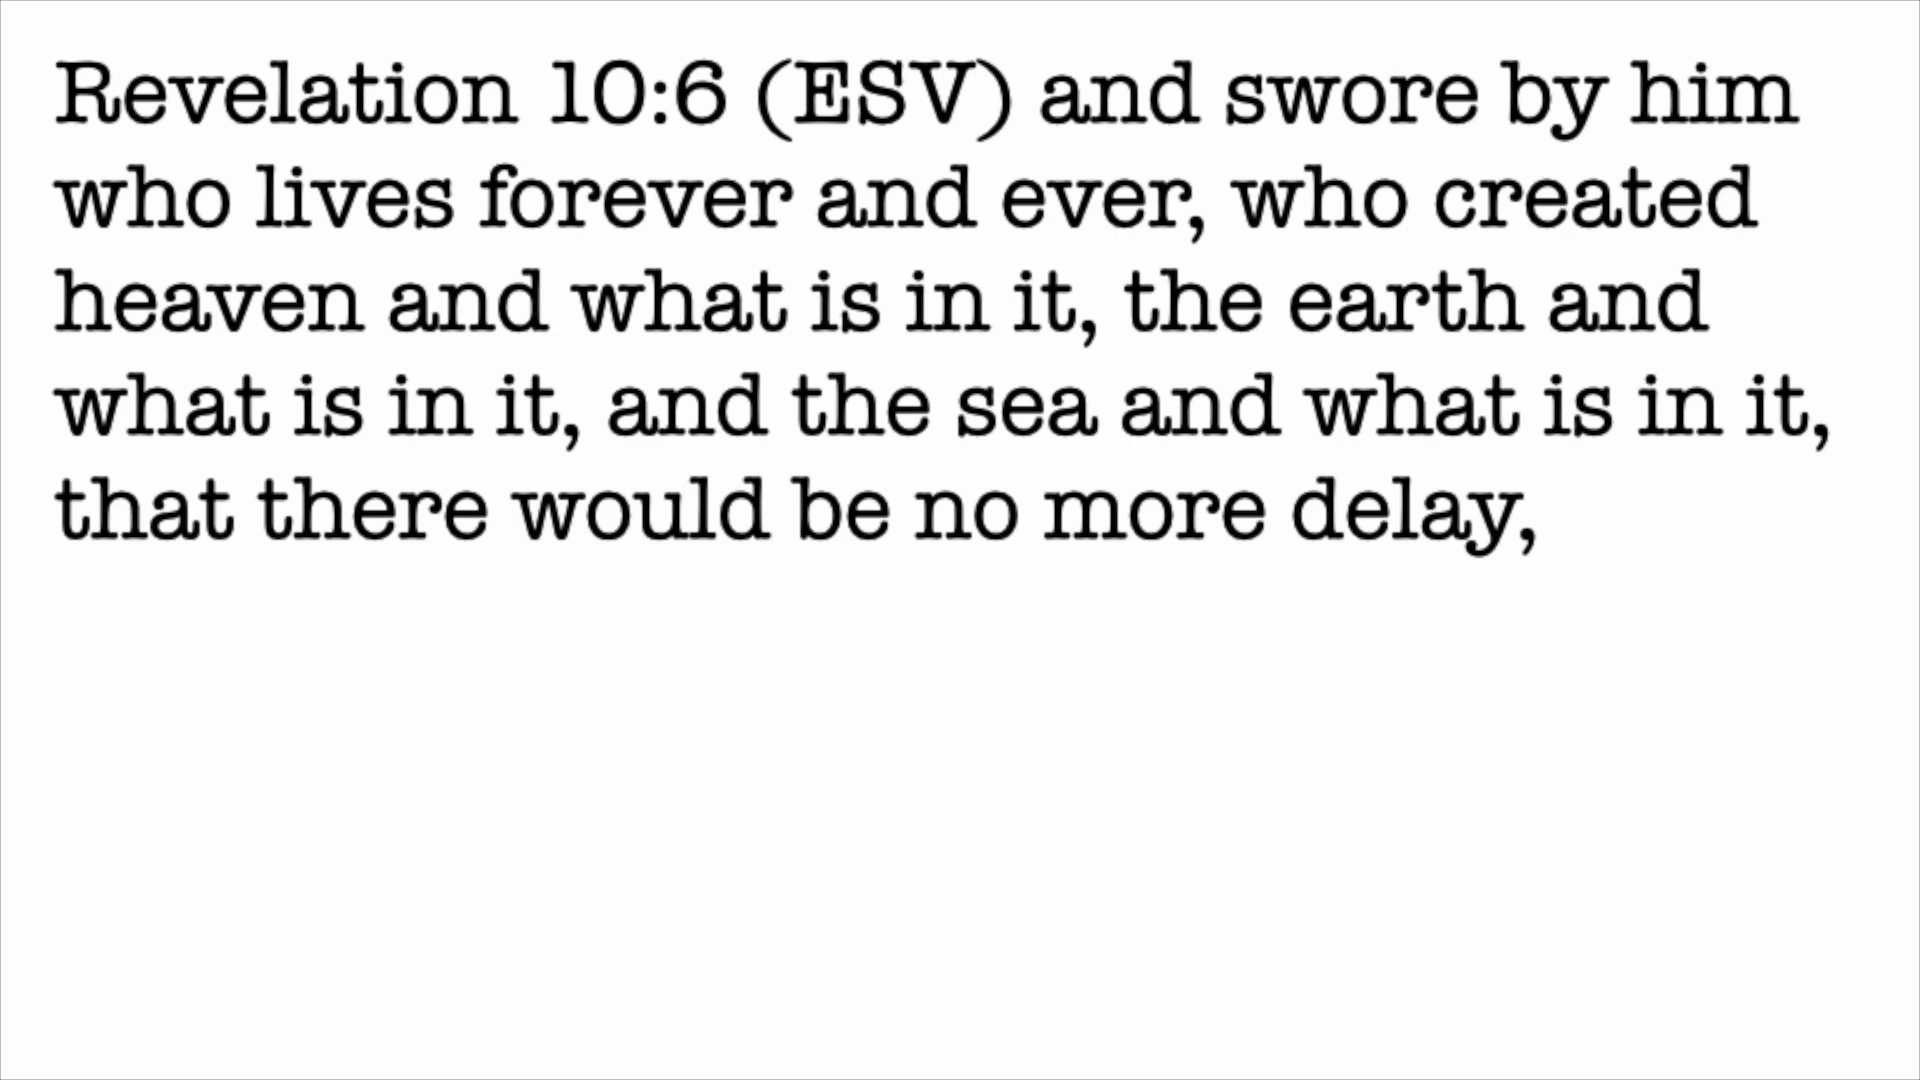 Revelation 10:6 (ESV) and swore by him
who lives forever and ever, who created
heaven and what is in it, the earth and
what is in it, and the sea and what is in it,
that there would be no more delay,